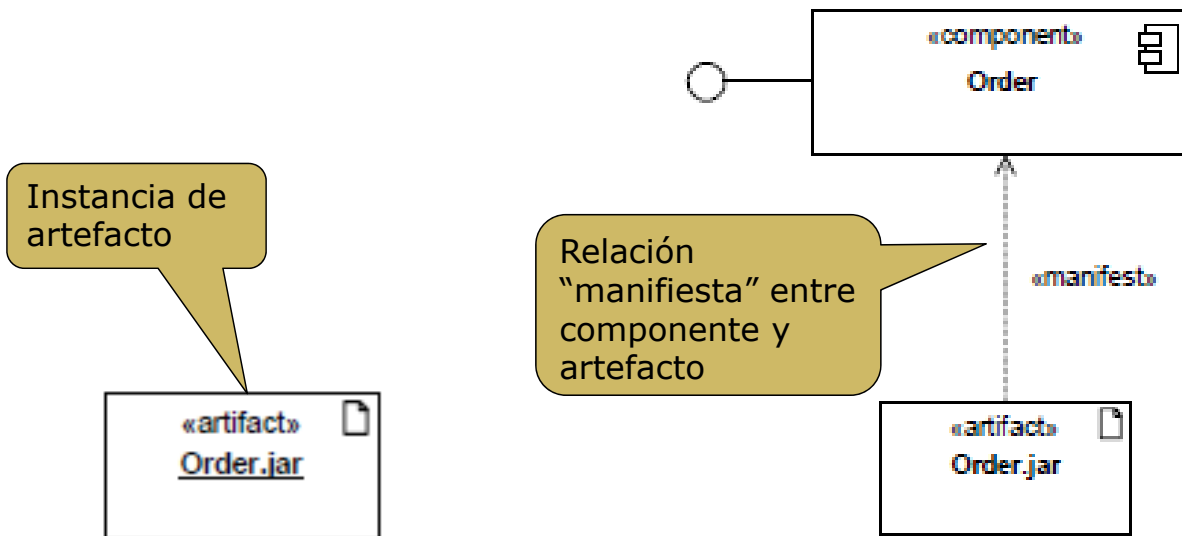 «component»
Order
Instancia de
artefacto
Relación
“manifiesta” entre
componente y
artefacto
«manifest»
«artifact»
Order.jar
«artifact»
Order.jar